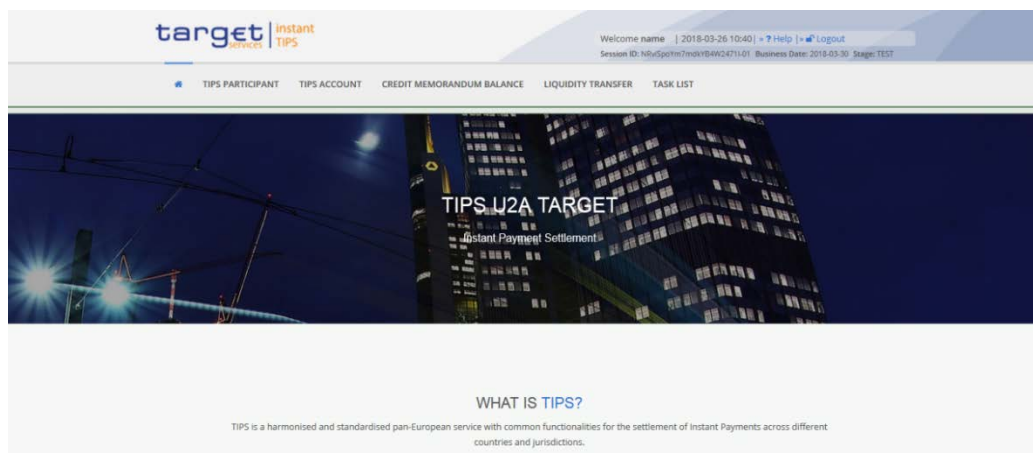 target | instant
services TIPS
Welcome name | 2018-03-26 10:40| » ? Help |» Logout
Business Date: 2018-03-30 Stage: TEST
Session ID:
TIPS PARTICIPANT TIPS ACCOUNT CREDIT MEMORANDUM BALANCE LIQUIDITY TRANSFER TASK LIST
TIPS U2A TARGET
Instant Payment Settlement
WHAT IS TIPS?
TIPS is a harmonised and standardised pan-European service with common functionalities for the settlement of Instant Payments across different
countries and jurisdictions.